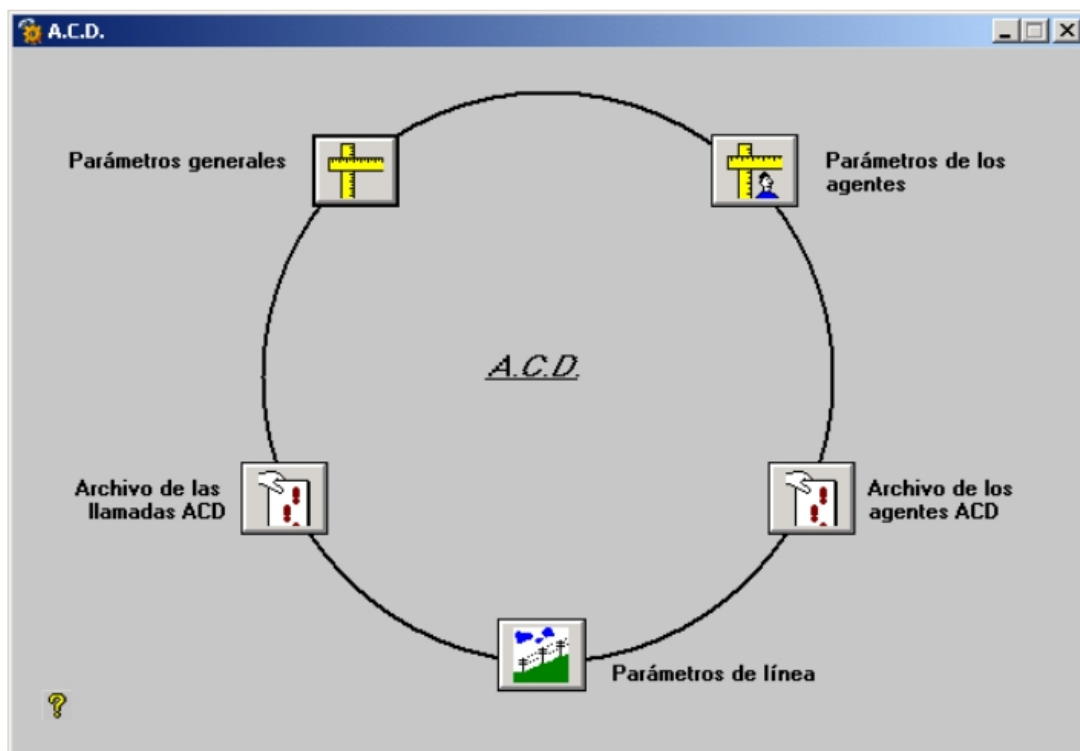 A.C.D.
Parámetros generales
Parámetros de los
agentes
A.C.D.
Archivo de las
llamadas ACD
Archivo de los
agentes ACD
Parámetros de línea
?